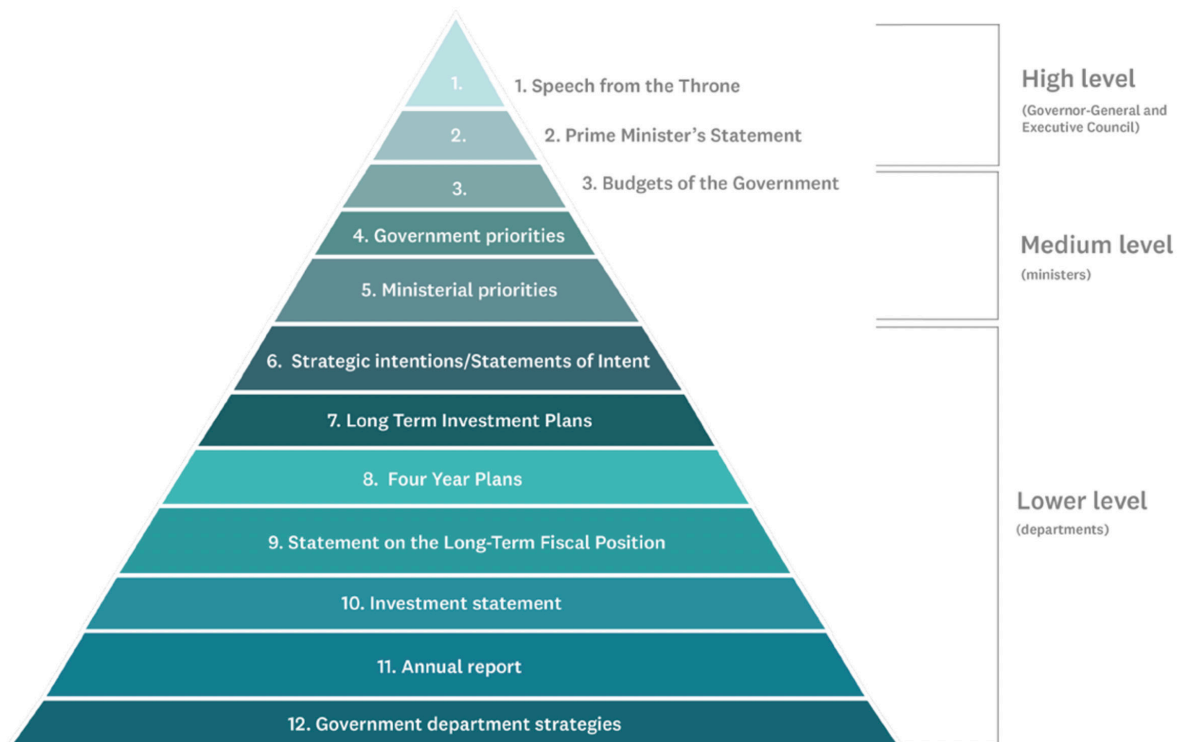 1.
1. Speech from the Throne
2.
2. Prime Minister’s Statement
3.
3. Budgets of the Government
4. Government priorities
5. Ministerial priorities
6. Strategic intentions/Statements of Intent
7. Long Term Investment Plans
8. Four Year Plans
9. Statement on the Long-Term Fiscal Position
10. Investment statement
11. Annual report
12. Government department strategies
High level
(Governor-General and
Executive Council)
Medium level
(ministers)
Lower level
(departments)